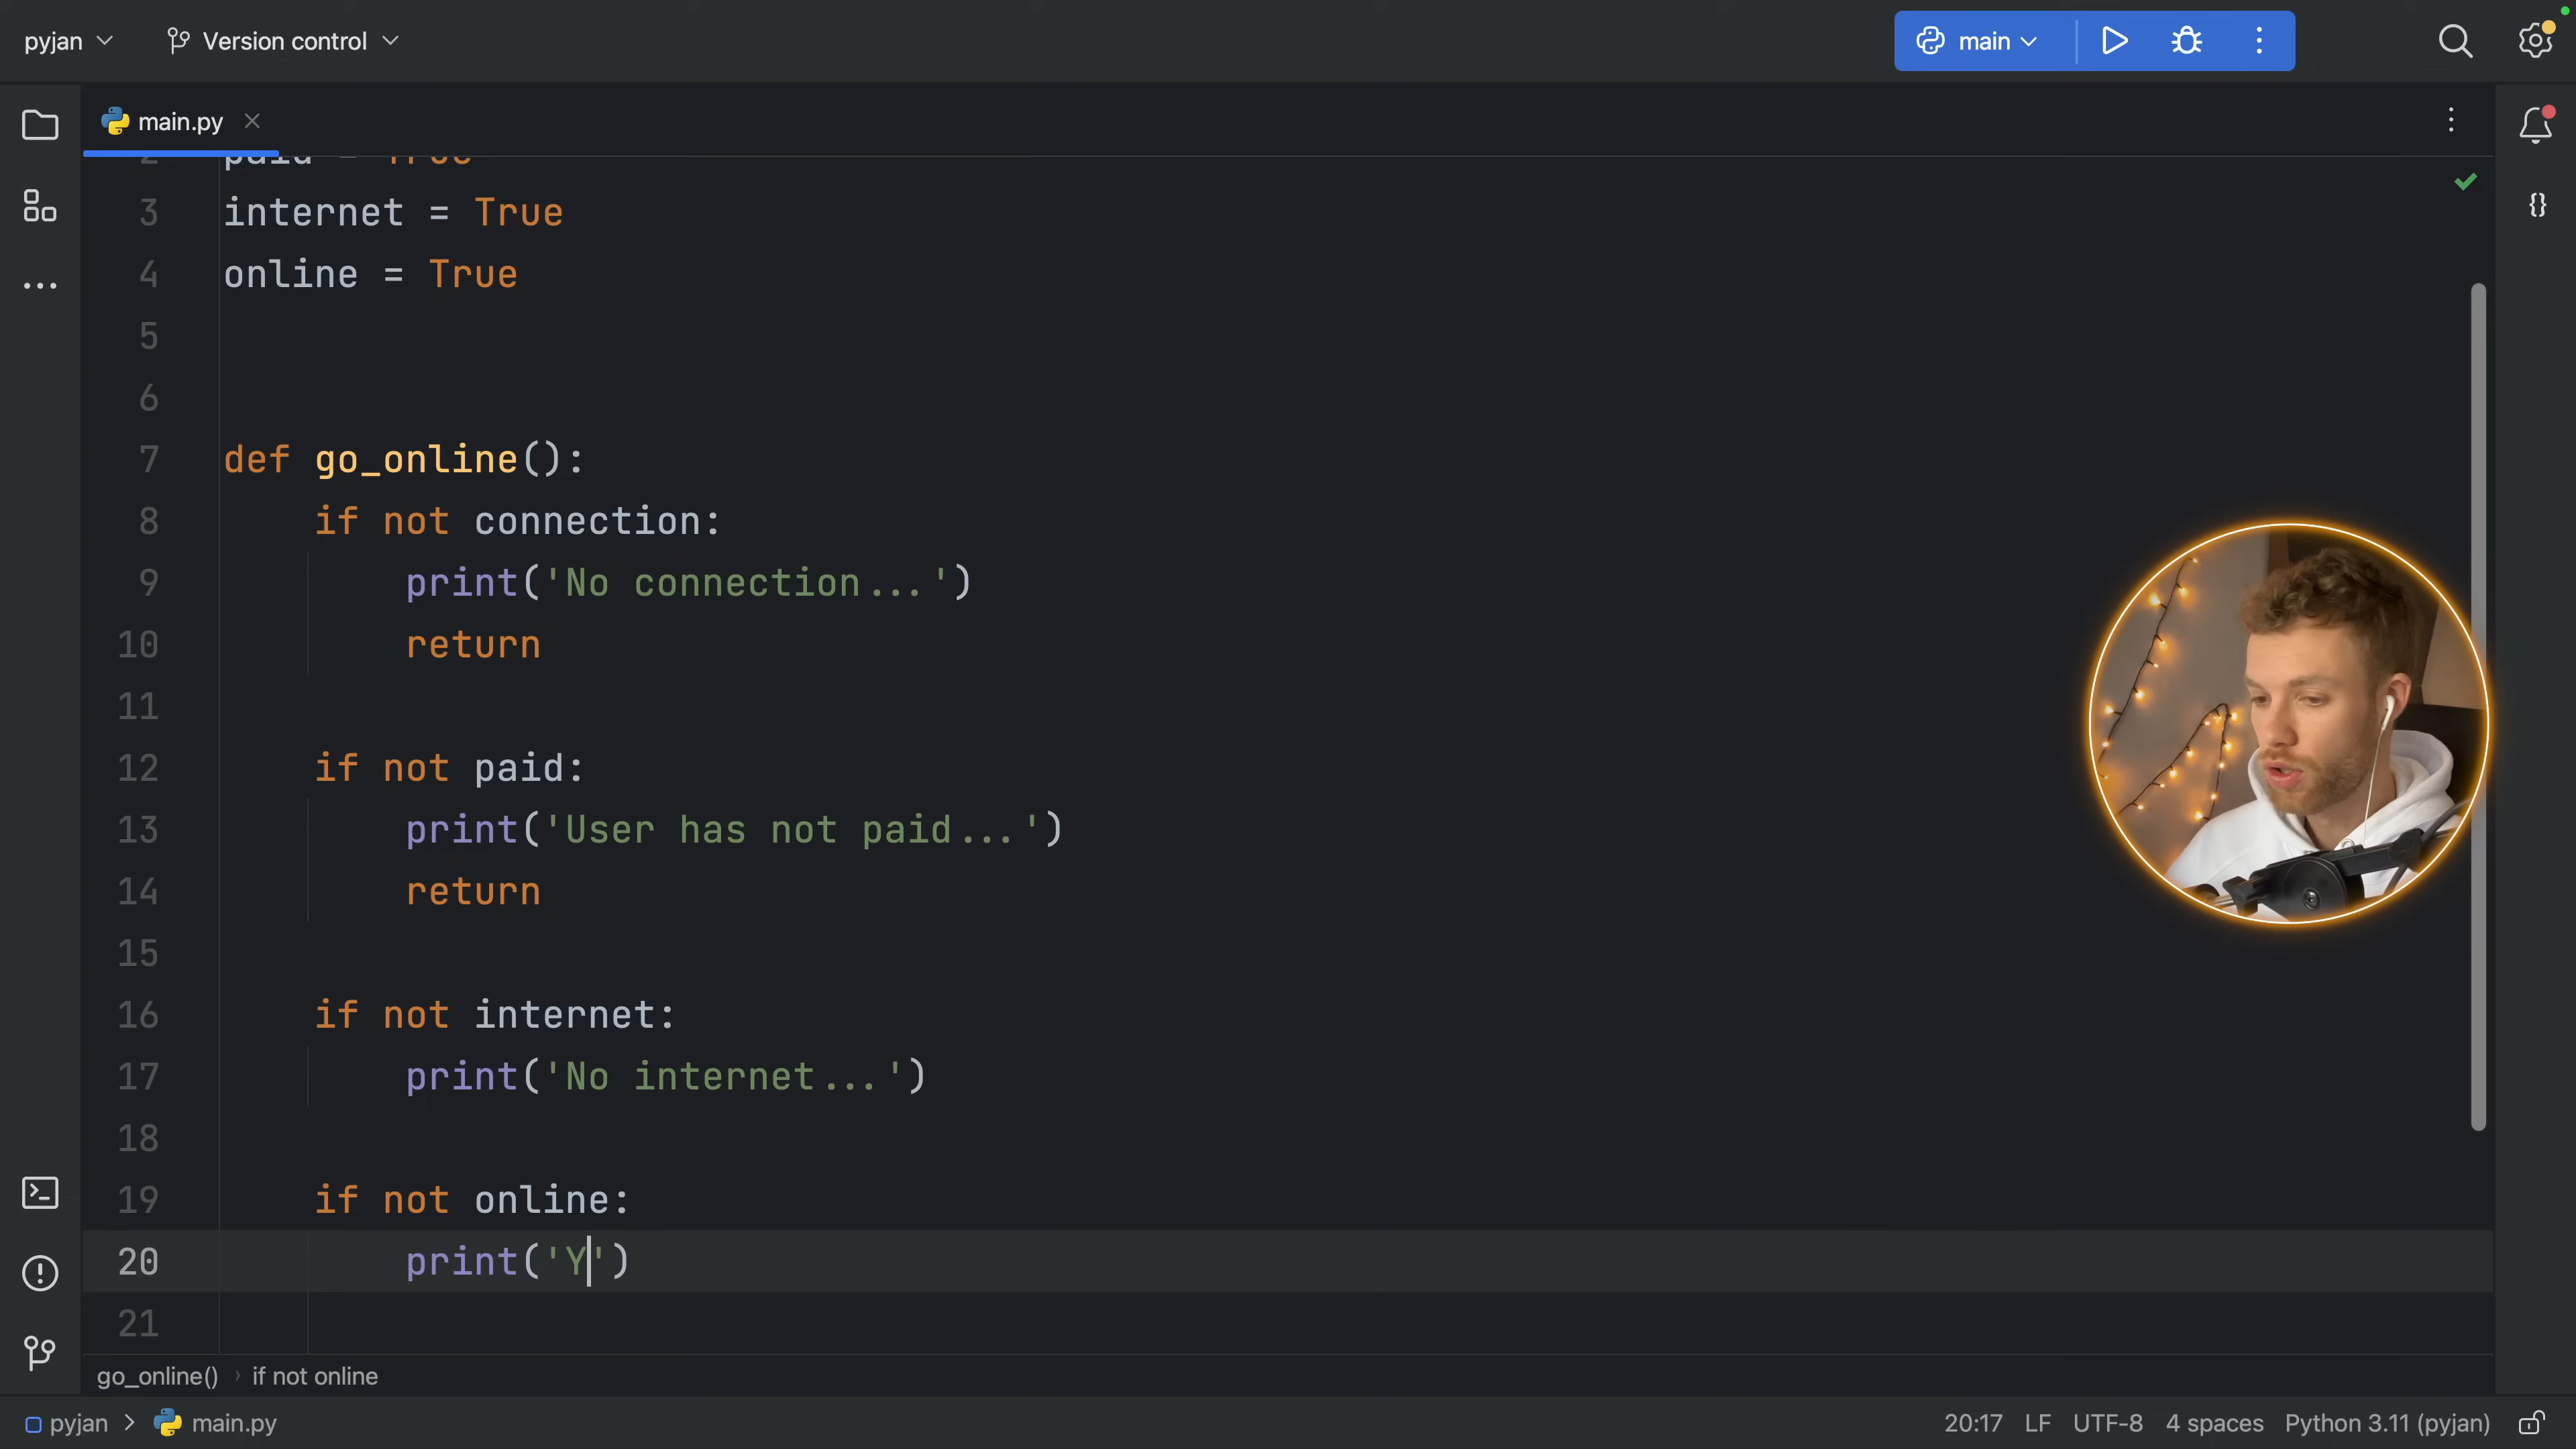 pyjan
Version control
main
main.py
2 paid = True
3 internet = True
4 online = True
5
6
7 def go_online():
8 if not connection:
9 print('No connection...')
10 return
11
12 if not paid:
13 print('User has not paid...')
14 return
15
16 if not internet:
17 print('No internet...')
18
19 if not online:
20 print('Y')
21
go_online() › if not online
pyjan > main.py
20:17 LF UTF-8 4 spaces Python 3.11 (pyjan)